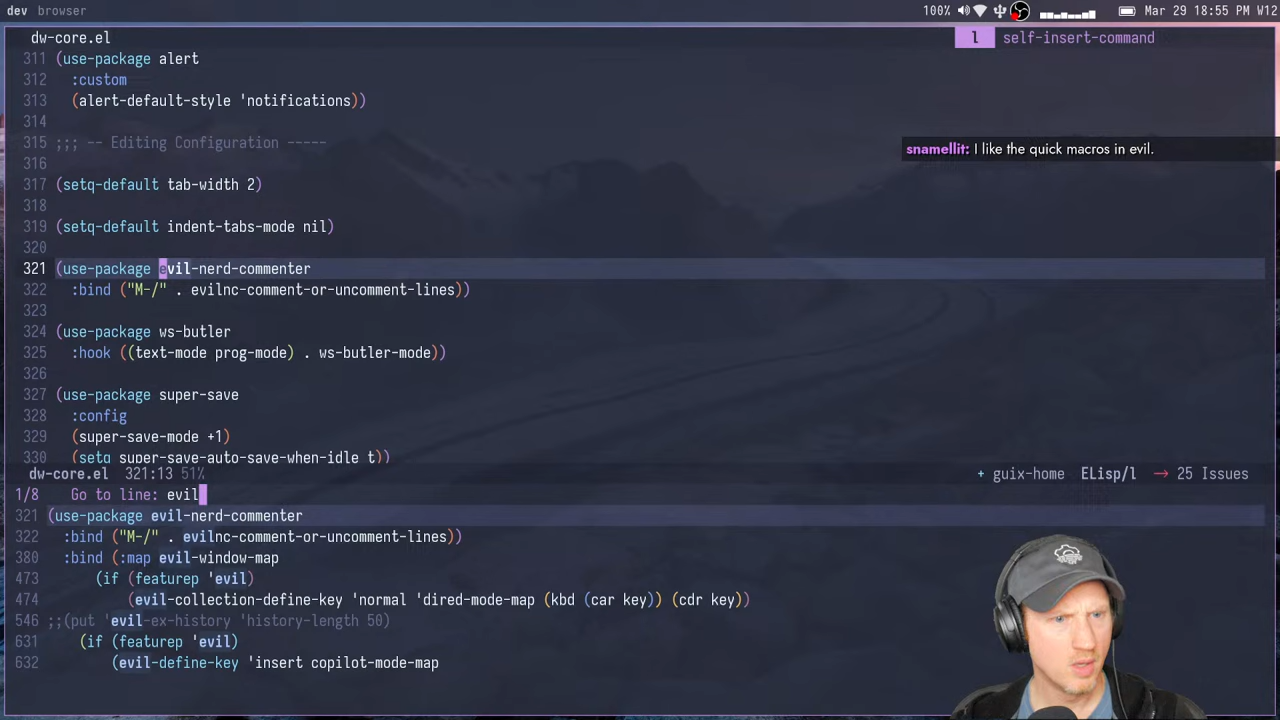 dev browser 100% Mar 29 18:55 PM W12
dw-core.el l self-insert-command
311 (use-package alert
312 :custom
313 (alert-default-style 'notifications))
314
315 ;;; -- Editing Configuration -----
316
snamellit: I like the quick macros in evil.
317 (setq-default tab-width 2)
318
319 (setq-default indent-tabs-mode nil)
320
321 (use-package evil-nerd-commenter
322 :bind ("M-/" . evilnc-comment-or-uncomment-lines))
323
324 (use-package ws-butler
325 :hook ((text-mode prog-mode) . ws-butler-mode))
326
327 (use-package super-save
328 :config
329 (super-save-mode +1)
330 (setq super-save-auto-save-when-idle t))
dw-core.el 321:13 51% + guix-home ELisp/l → 25 Issues
1/8 Go to line: evil
321 (use-package evil-nerd-commenter
322 :bind ("M-/" . evilnc-comment-or-uncomment-lines))
380 :bind (:map evil-window-map
473 (if (featurep 'evil)
474 (evil-collection-define-key 'normal 'dired-mode-map (kbd (car key)) (cdr key))
546 ;;(put 'evil-ex-history 'history-length 50)
631 (if (featurep 'evil)
632 (evil-define-key 'insert copilot-mode-map